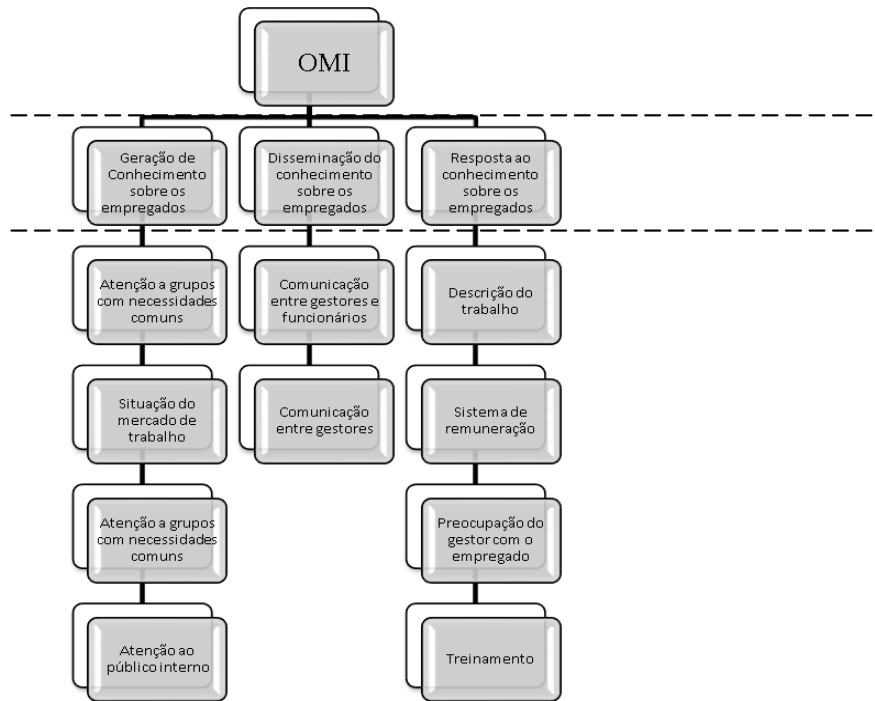 OMI
Geração de
Conhecimento
sobre os
empregados
Disseminação do
conhecimento
sobre os
empregados
Resposta ao
conhecimento
sobre os
empregados
Atenção a grupos
com necessidades
comuns
Comunicação
entre gestores e
funcionários
Descrição do
trabalho
Situação do
mercado de
trabalho
Comunicação
entre gestores
Sistema de
remuneração
Atenção a grupos
com necessidades
comuns
Preocupação do
gestor com o
empregado
Atenção ao
público interno
Treinamento